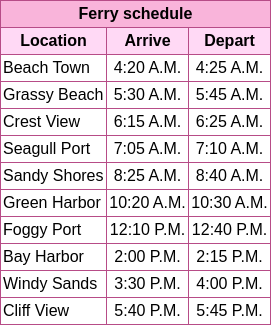 Ferry schedule
Location Arrive Depart
Beach Town 4:20 A.M. 4:25 A.M.
Grassy Beach 5:30 A.M. 5:45 A.M.
Crest View 6:15 A.M. 6:25 A.M.
Seagull Port 7:05 A.M. 7:10 A.M.
Sandy Shores 8:25 A.M. 8:40 A.M.
Green Harbor 10:20 A.M. 10:30 A.M.
Foggy Port 12:10 P.M. 12:40 P.M.
Bay Harbor 2:00 P.M. 2:15 P.M.
Windy Sands 3:30 P.M. 4:00 P.M.
Cliff View 5:40 P.M. 5:45 P.M.